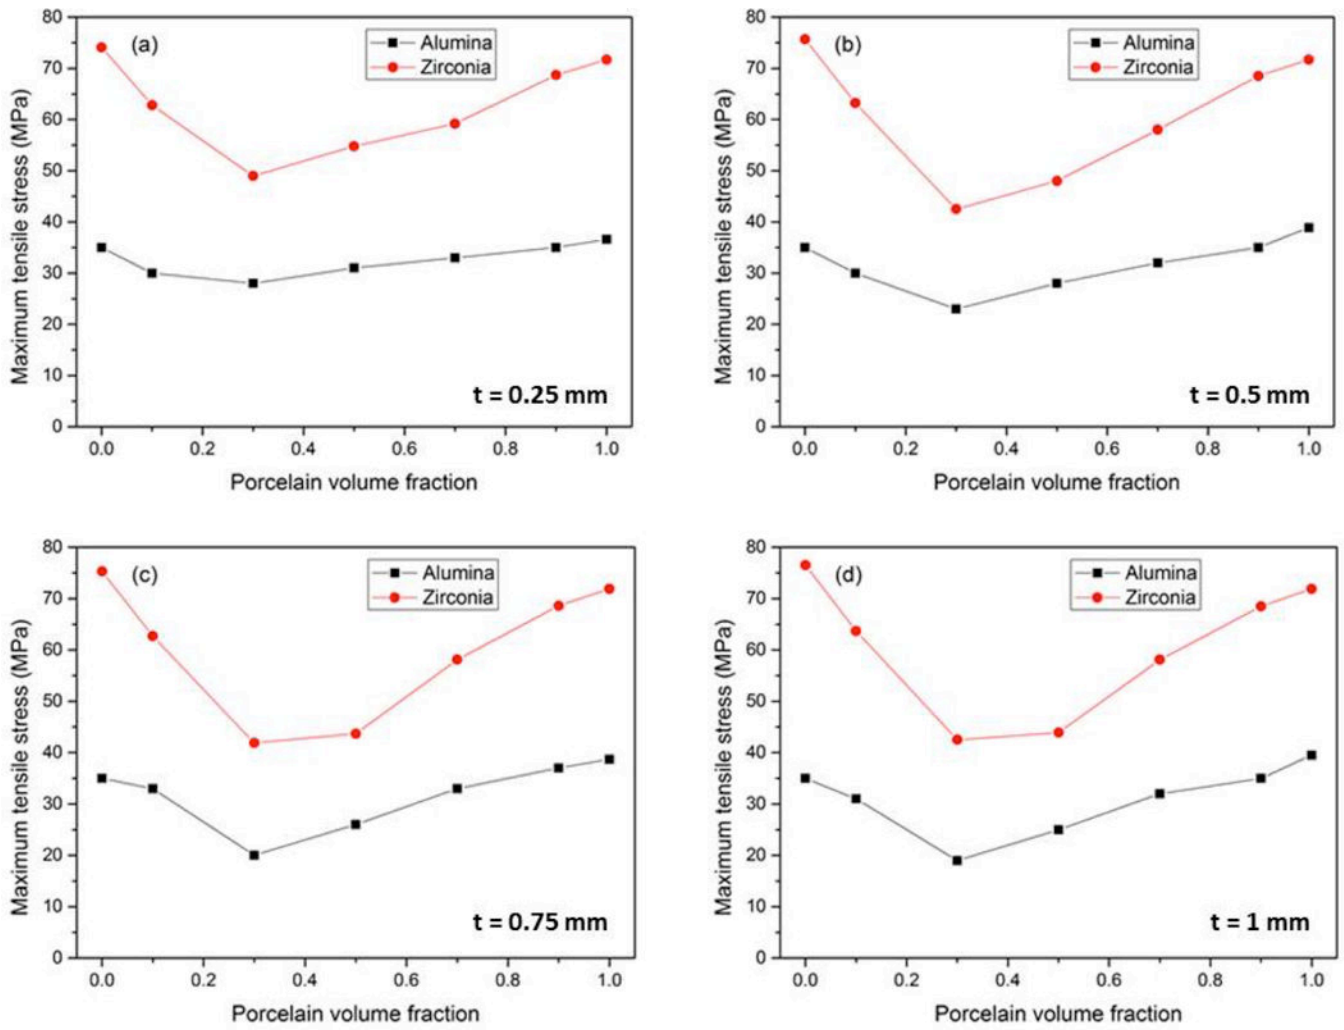 (a)
Alumina
Zirconia
80
70
60
50
40
30
20
10
0
Maximum tensile stress (MPa)
t = 0.25 mm
0.0 0.2 0.4 0.6 0.8 1.0
Porcelain volume fraction
(b)
Alumina
Zirconia
80
70
60
50
40
30
20
10
0
Maximum tensile stress (MPa)
t = 0.5 mm
0.0 0.2 0.4 0.6 0.8 1.0
Porcelain volume fraction
(c)
Alumina
Zirconia
80
70
60
50
40
30
20
10
0
Maximum tensile stress (MPa)
t = 0.75 mm
0.0 0.2 0.4 0.6 0.8 1.0
Porcelain volume fraction
(d)
Alumina
Zirconia
80
70
60
50
40
30
20
10
0
Maximum tensile stress (MPa)
t = 1 mm
0.0 0.2 0.4 0.6 0.8 1.0
Porcelain volume fraction